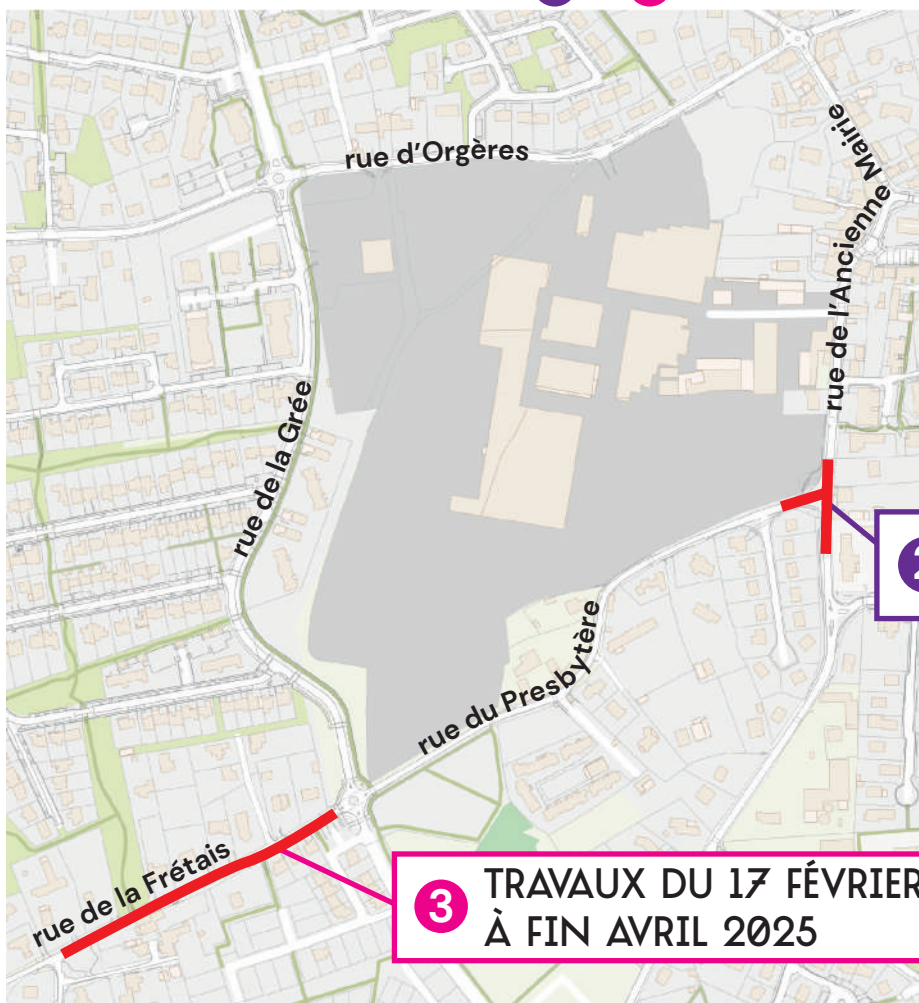 rue d'Orgères
rue de l'Ancienne Mairie
rue de la Grée
2
rue du Presbytère
rue de la Frétais
3 TRAVAUX DU 17 FÉVRIER
À FIN AVRIL 2025